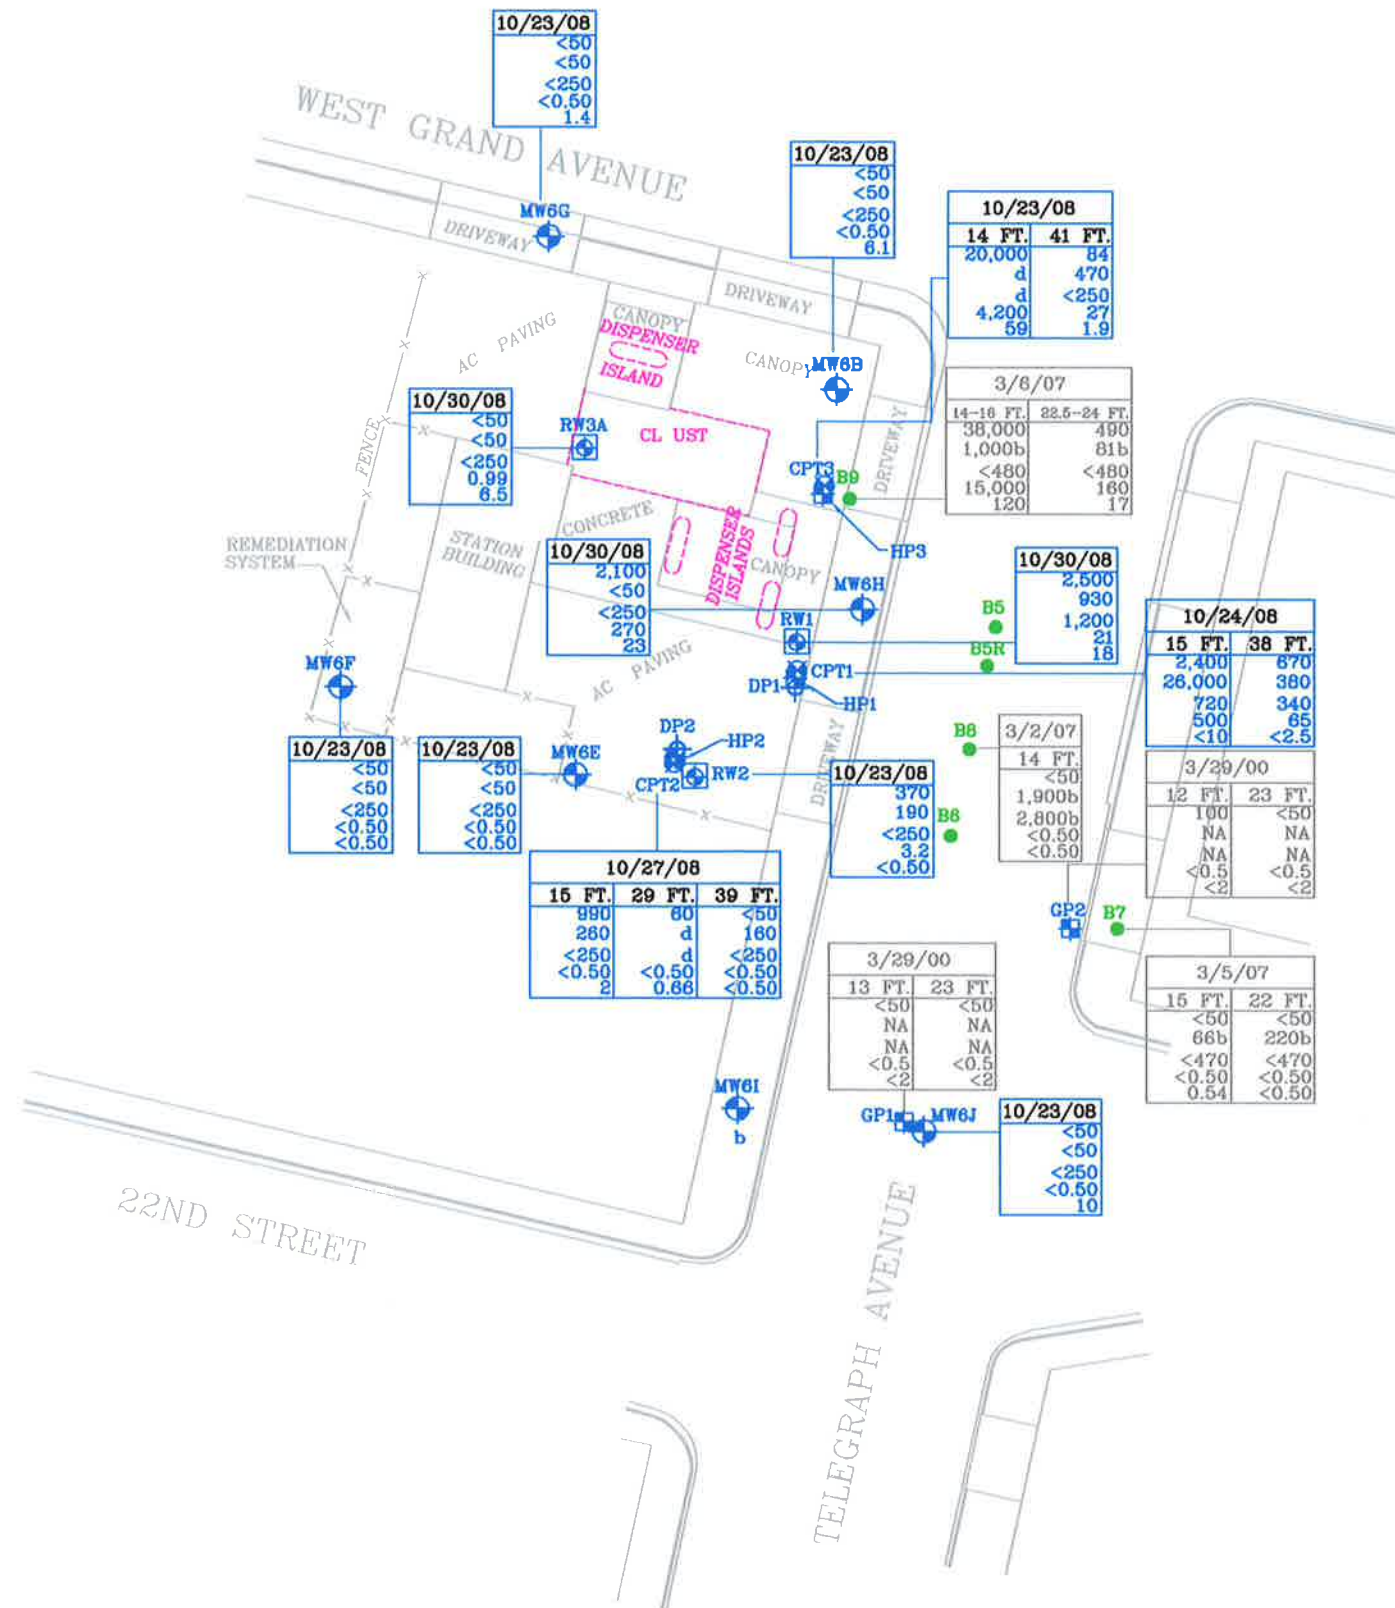 10/23/08
<50
<50
<250
<0.50
1.4
WEST GRAND AVENUE
MW6G
DRIVEWAY
10/23/08
<50
<50
<250
<0.50
6.1
DRIVEWAY
10/23/08
14 FT. 41 FT.
20,000 84
d 470
d <250
4,200 27
59 1.9
CANOPY
DISPENSER
ISLAND
AC PAVING
CANOPY
MW6B
3/6/07
14-16 FT. 22.5-24 FT.
38,000 490
1,000b 81b
<480 <480
15,000 160
120 17
10/30/08
<50
<50
<250
0.99
6.5
RW3A
CL UST
DRIVEWAY
FENCE
CPT3
B9
HP3
REMEDIATION
SYSTEM
STATION
BUILDING
CONCRETE
DISPENSER
ISLANDS
CANOPY
10/30/08
2,100
<50
<250
270
23
MW6H
10/30/08
2,500
930
1,200
21
18
B5
B5R
RW1
CPT1
DP1
HP1
10/24/08
15 FT. 38 FT.
2,400 670
26,000 380
720 340
500 65
<10 <2.5
MW6F
AC PAVING
10/23/08
<50
<50
<250
<0.50
<0.50
10/23/08
<50
<50
<250
<0.50
<0.50
MW6E
DP2
HP2
CPT2
RW2
DRIVEWAY
10/23/08
370
190
<250
3.2
<0.50
B8
B6
3/2/07
14 FT.
<50
1,900b
2,800b
<0.50
<0.50
3/29/00
12 FT. 23 FT.
100 <50
NA NA
NA NA
<0.5 <0.5
<2 <2
10/27/08
15 FT. 29 FT. 39 FT.
990 60 <50
260 d 160
<250 d <250
<0.50 <0.50 <0.50
2 0.66 <0.50
GP2
B7
3/29/00
13 FT. 23 FT.
<50 <50
NA NA
NA NA
<0.5 <0.5
<2 <2
3/5/07
15 FT. 22 FT.
<50 <50
66b 220b
<470 <470
<0.50 <0.50
0.54 <0.50
MW6I
b
GP1
MW6J
10/23/08
<50
<50
<250
<0.50
10
22ND STREET
TELEGRAPH AVENUE